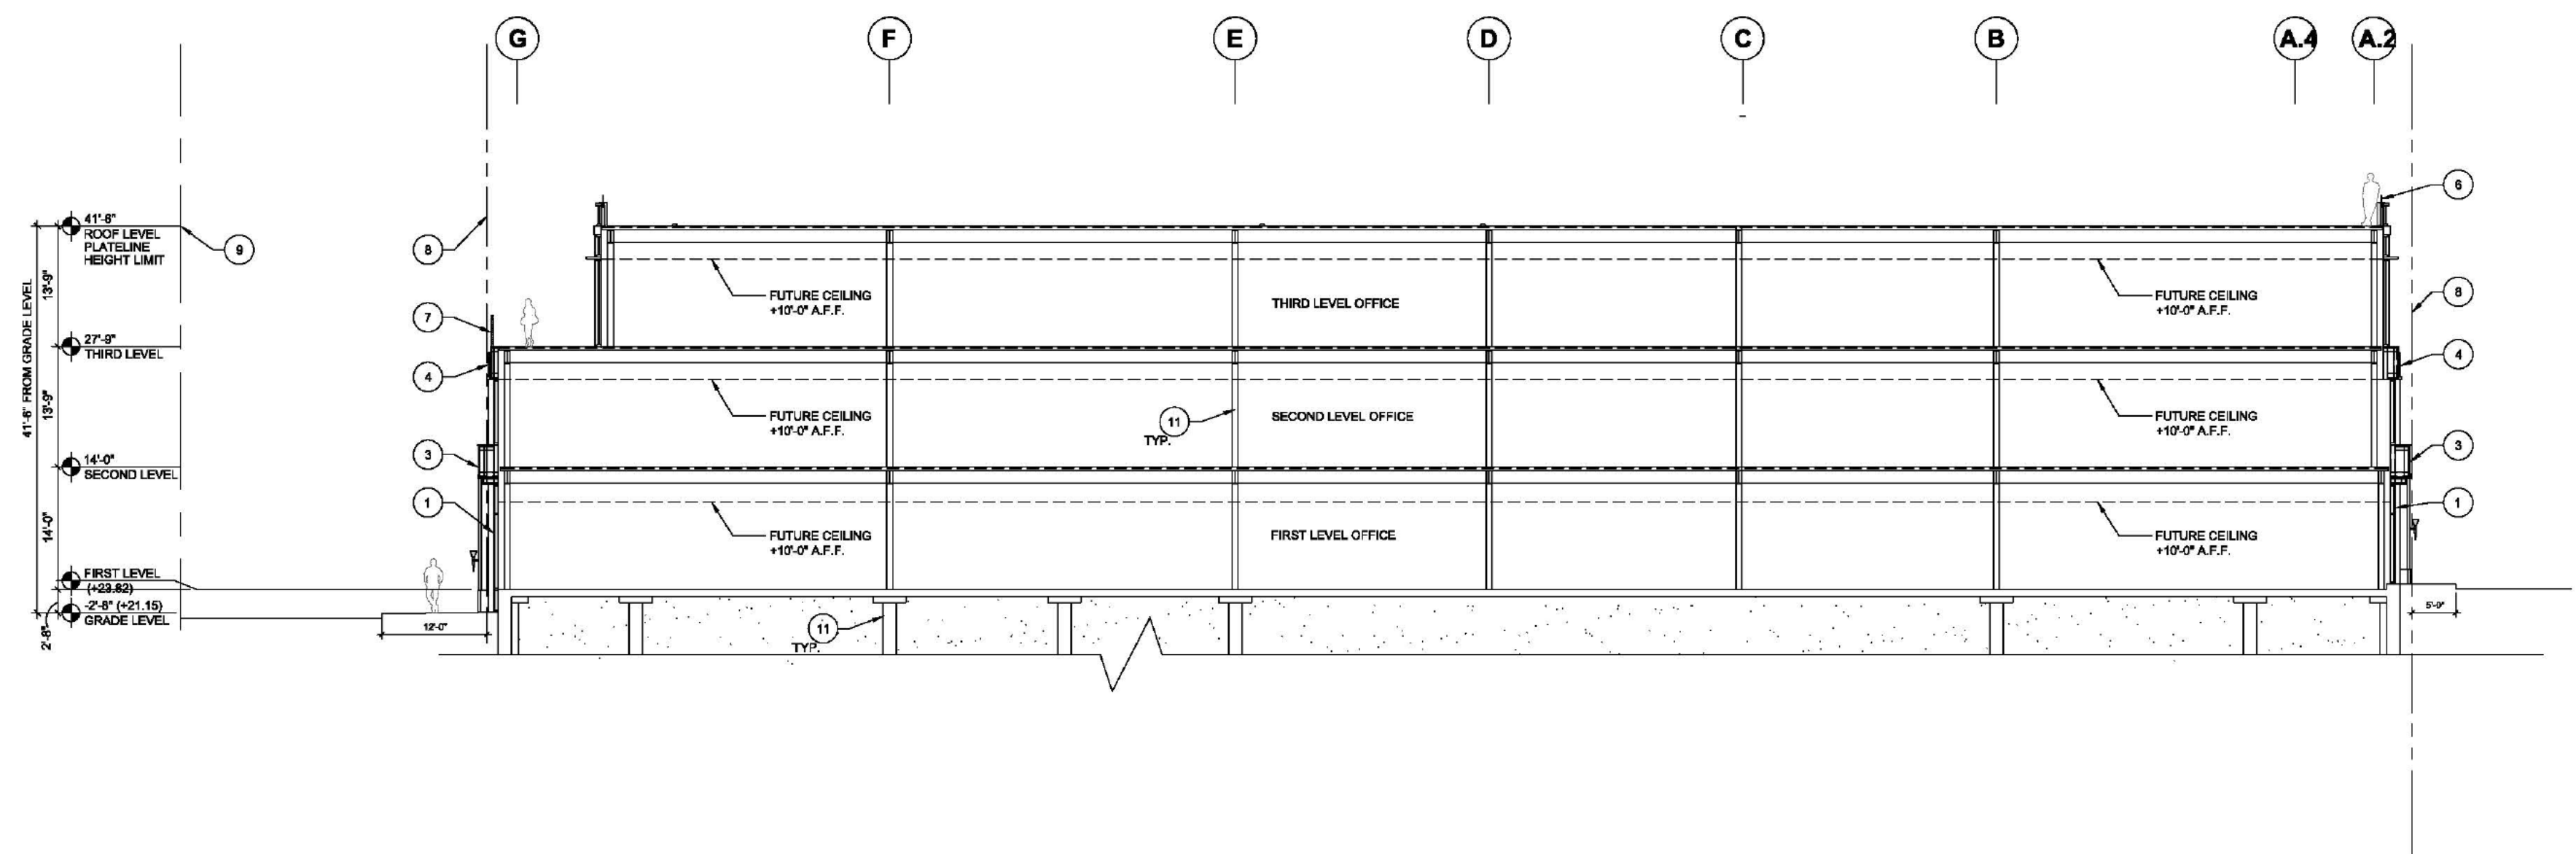 G F E D C B A.4 A.2
6
41'-6"
ROOF LEVEL
PLATELINE
HEIGHT LIMIT
9
8
13'-9"
FUTURE CEILING
+10'-0" A.F.F.
THIRD LEVEL OFFICE
FUTURE CEILING
+10'-0" A.F.F.
8
7
27'-9"
THIRD LEVEL
4
4
41'-6" FROM GRADE LEVEL
13'-9"
FUTURE CEILING
+10'-0" A.F.F.
11
TYP.
SECOND LEVEL OFFICE
FUTURE CEILING
+10'-0" A.F.F.
3
3
14'-0"
SECOND LEVEL
1
1
14'-0"
FUTURE CEILING
+10'-0" A.F.F.
FIRST LEVEL OFFICE
FUTURE CEILING
+10'-0" A.F.F.
FIRST LEVEL
(+23.82)
-2'-8" (+21.15)
GRADE LEVEL
2'-8"
12'-0"
11
TYP.
5'-0"